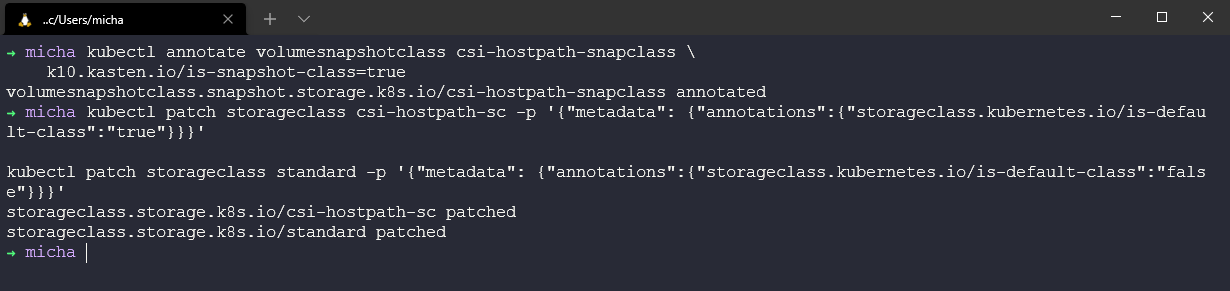 ..c/Users/micha
→ micha kubectl annotate volumesnapshotclass csi-hostpath-snapclass \
    k10.kasten.io/is-snapshot-class=true
volumesnapshotclass.snapshot.storage.k8s.io/csi-hostpath-snapclass annotated
→ micha kubectl patch storageclass csi-hostpath-sc -p '{"metadata": {"annotations":{"storageclass.kubernetes.io/is-defau
lt-class":"true"}}}'

kubectl patch storageclass standard -p '{"metadata": {"annotations":{"storageclass.kubernetes.io/is-default-class":"fals
e"}}}'
storageclass.storage.k8s.io/csi-hostpath-sc patched
storageclass.storage.k8s.io/standard patched
→ micha